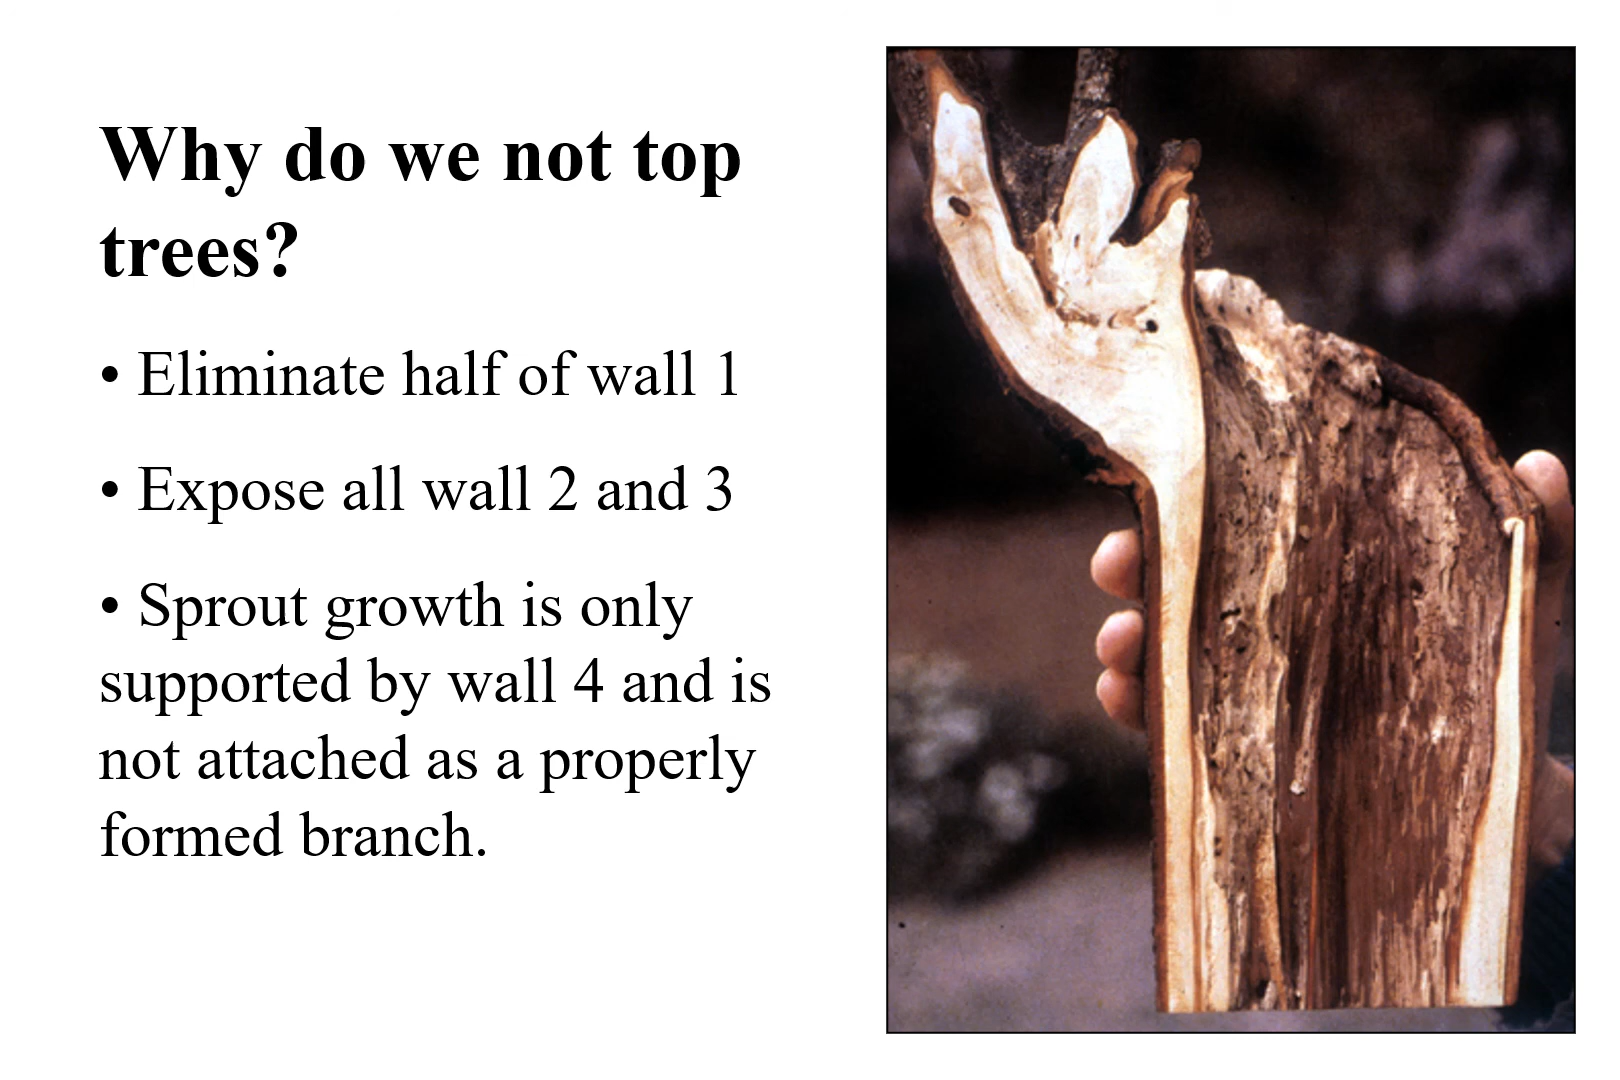 Why do we not top
trees?
• Eliminate half of wall 1
• Expose all wall 2 and 3
• Sprout growth is only
supported by wall 4 and is
not attached as a properly
formed branch.